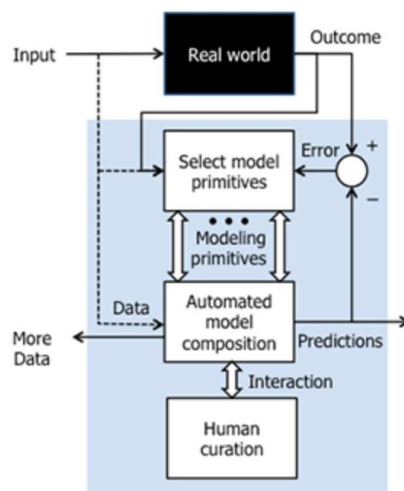 Outcome
Input
Real world
+
Error
Select model
primitives
−
• • •
Modeling
primitives
Data
Automated
model
composition
More
Data
Predictions
Interaction
Human
curation